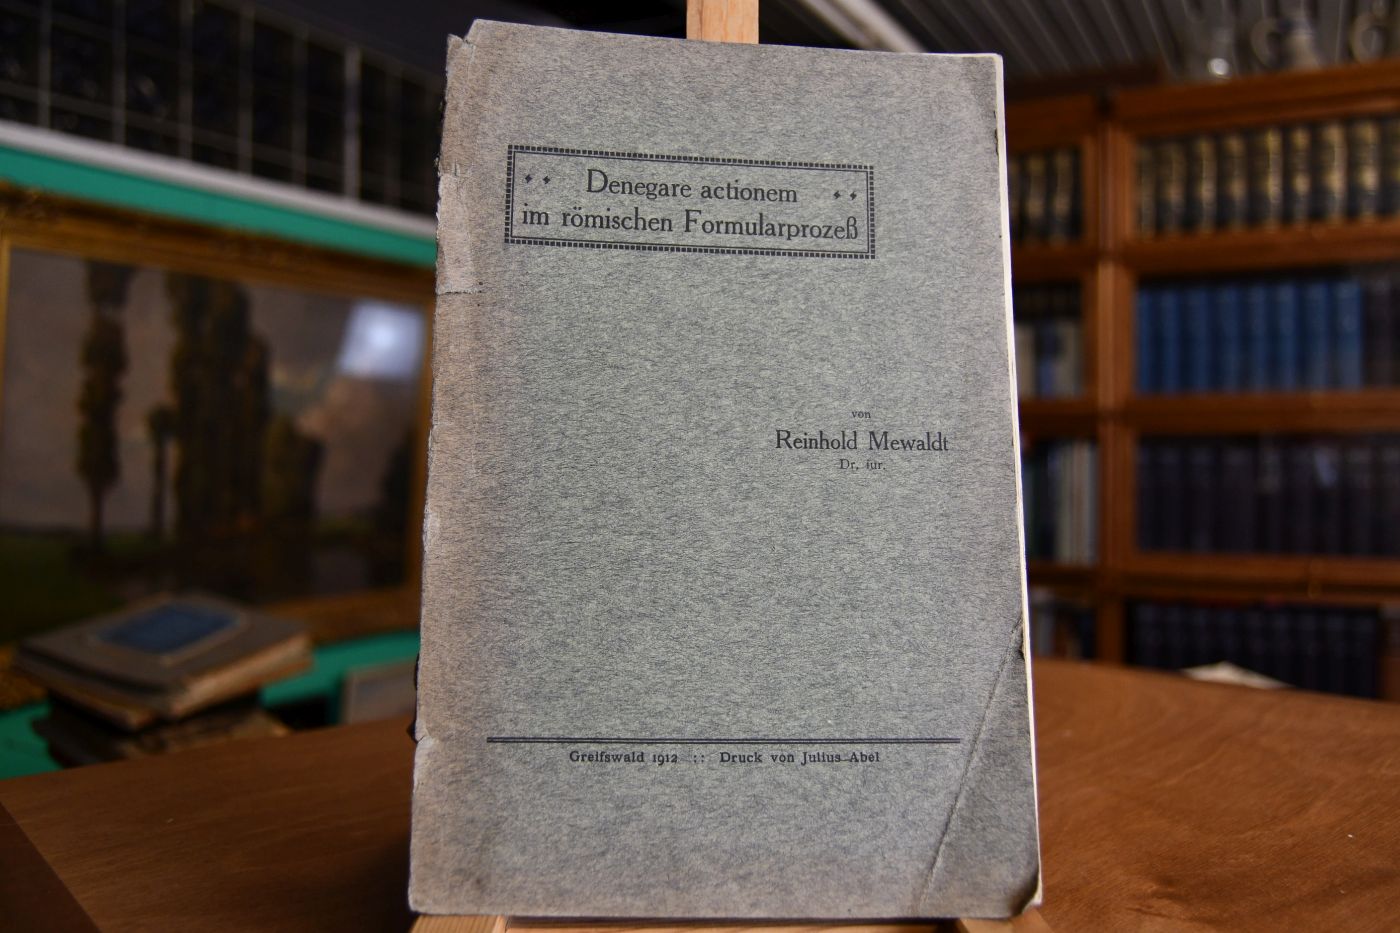 Denegare actionem
im römischen Formularprozeß
von
Reinhold Mewaldt
Dr. iur.
Greifswald 1912 :: Druck von Julius Abel